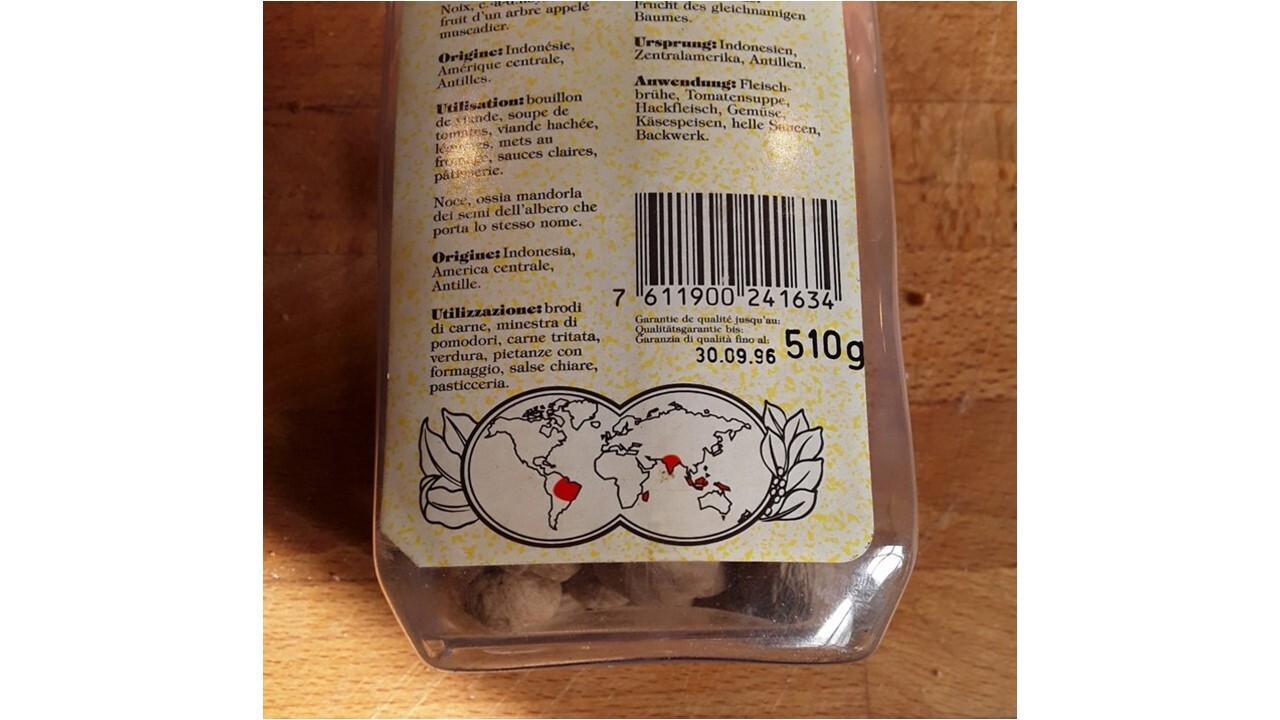 Noix,
fruit d'un arbre appelé
muscadier.
Origine: Indonésie,
Amérique centrale,
Antilles.
Utilisation: bouillon
de viande, soupe de
tomates, viande hachée,
légumes, mets au
fromage, sauces claires,
pâtisserie.
Noce, ossia mandorla
dei semi dell'albero che
porta lo stesso nome.
Origine: Indonesia,
America centrale,
Antille.
Utilizzazione: brodi
di carne, minestra di
pomodori, carne tritata,
verdura, pietanze con
formaggio, salse chiare,
pasticceria.
Frucht des gleichnamigen
Baumes.
Ursprung: Indonesien,
Zentralamerika, Antillen.
Anwendung: Fleisch-
brühe, Tomatensuppe,
Hackfleisch, Gemüse,
Käsespeisen, helle Saucen,
Backwerk.
7 611900 241634
Garantie de qualité jusqu'au:
Qualitätsgarantie bis:
Garanzia di qualità fino al:
30.09.96
510g